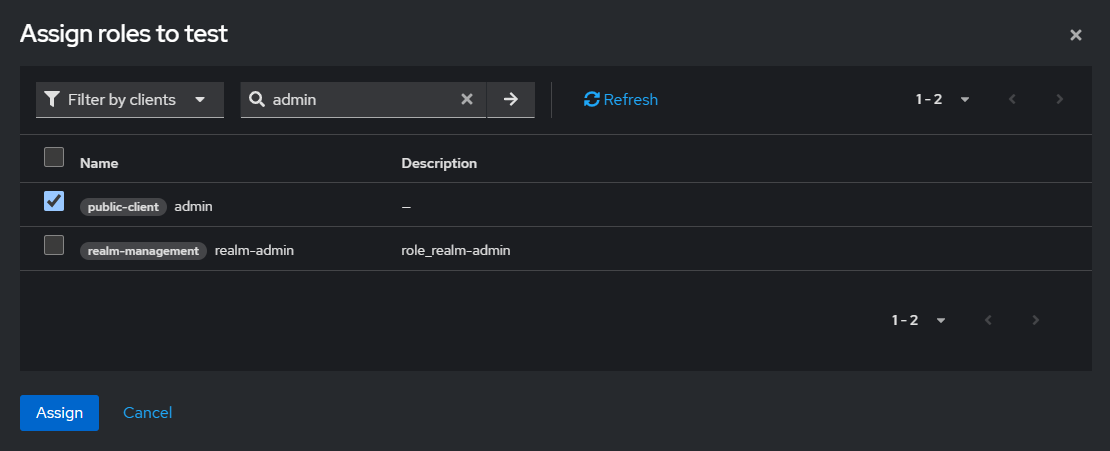 Assign roles to test
Filter by clients admin Refresh 1 - 2
Name Description
public-client admin —
realm-management realm-admin role_realm-admin
1 - 2
Assign Cancel